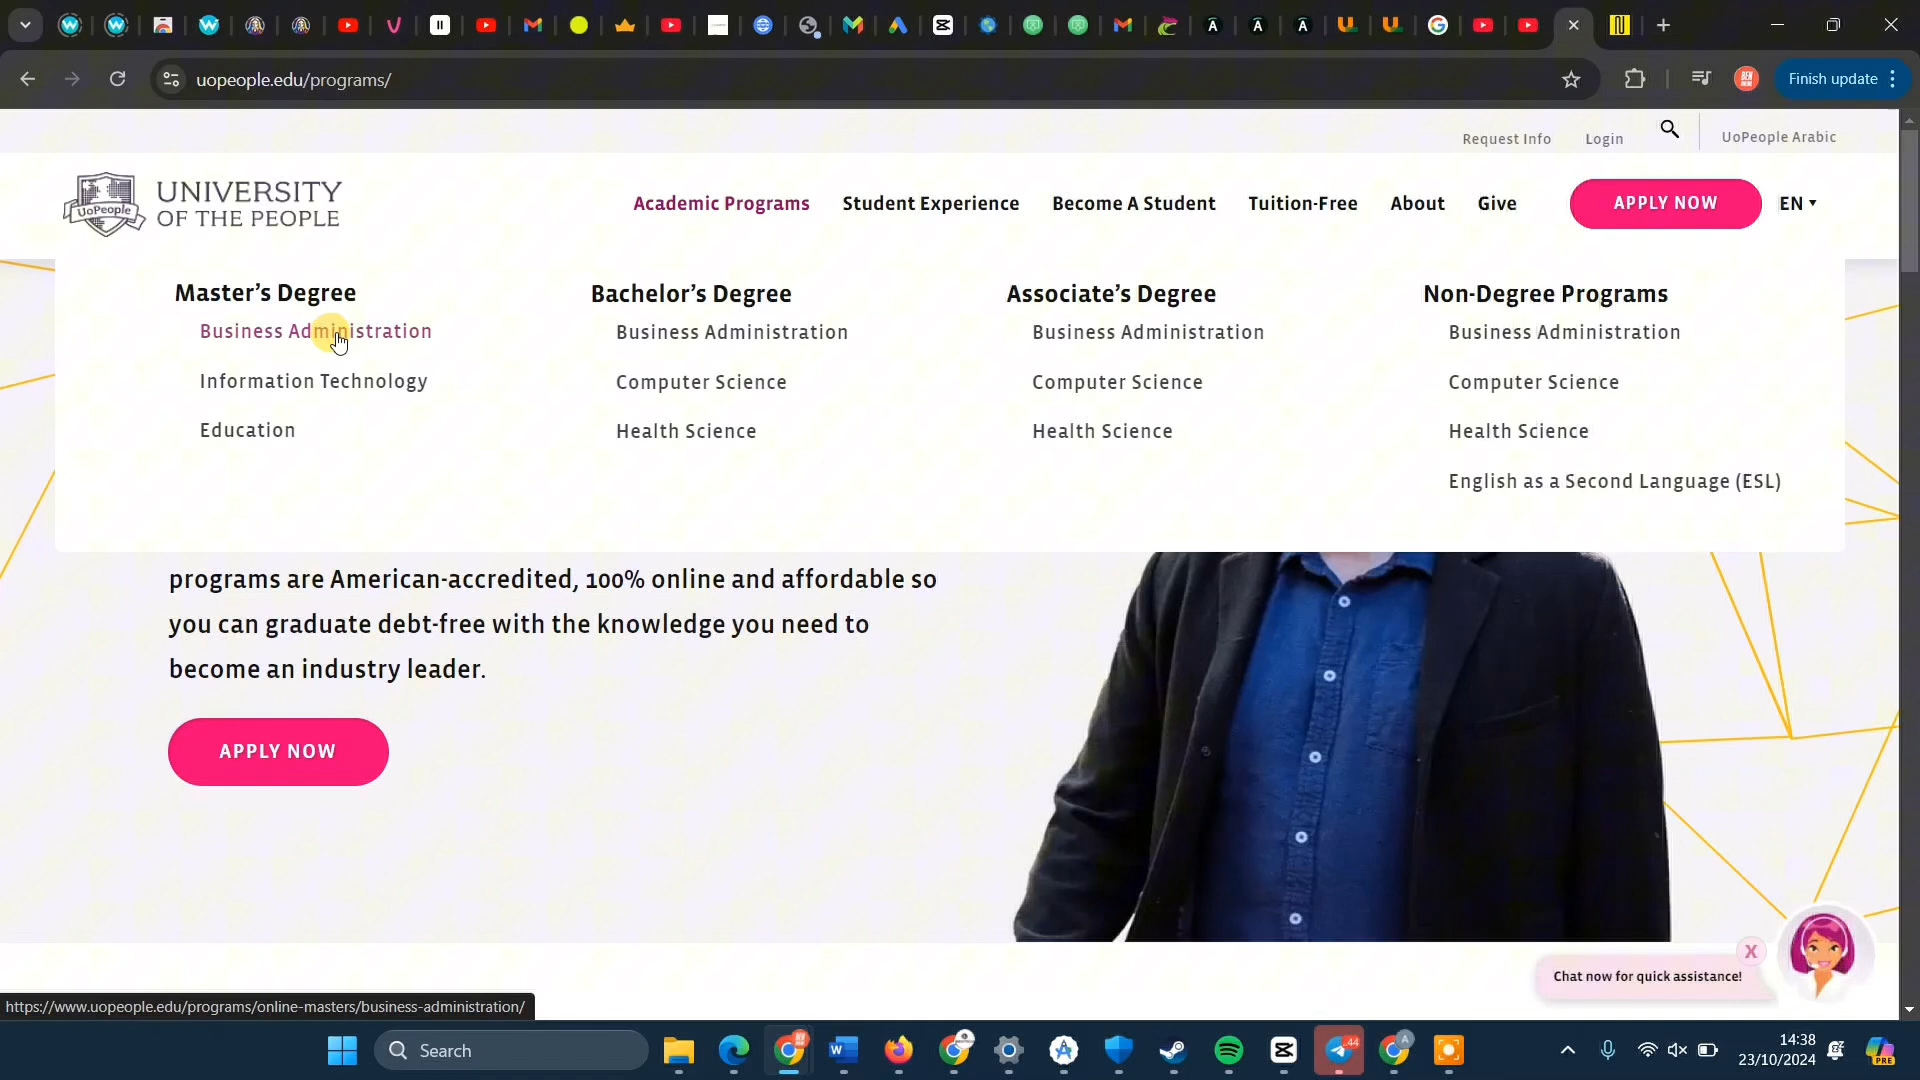 uopeople.edu/programs/
Finish update
Request Info
Login
UoPeople Arabic
UoPeople
UNIVERSITY
OF THE PEOPLE
Academic Programs
Student Experience
Become A Student
Tuition-Free
About
Give
APPLY NOW
EN
Master's Degree
Business Administration
Information Technology
Education
Bachelor's Degree
Business Administration
Computer Science
Health Science
Associate's Degree
Business Administration
Computer Science
Health Science
Non-Degree Programs
Business Administration
Computer Science
Health Science
English as a Second Language (ESL)
programs are American-accredited, 100% online and affordable so
you can graduate debt-free with the knowledge you need to
become an industry leader.
APPLY NOW
X
Chat now for quick assistance!
https://www.uopeople.edu/programs/online-masters/business-administration/
Search
44
14:38
23/10/2024